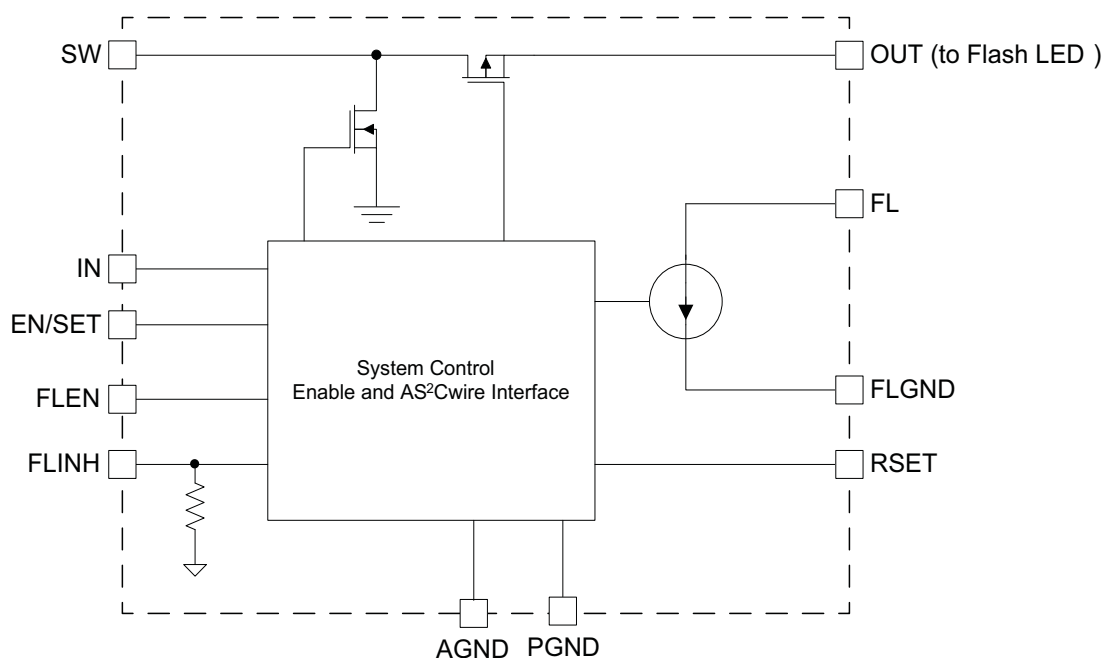 SW
OUT (to Flash LED )
FL
IN
EN/SET
System Control
Enable and AS²Cwire Interface
FLEN
FLGND
FLINH
RSET
AGND
PGND